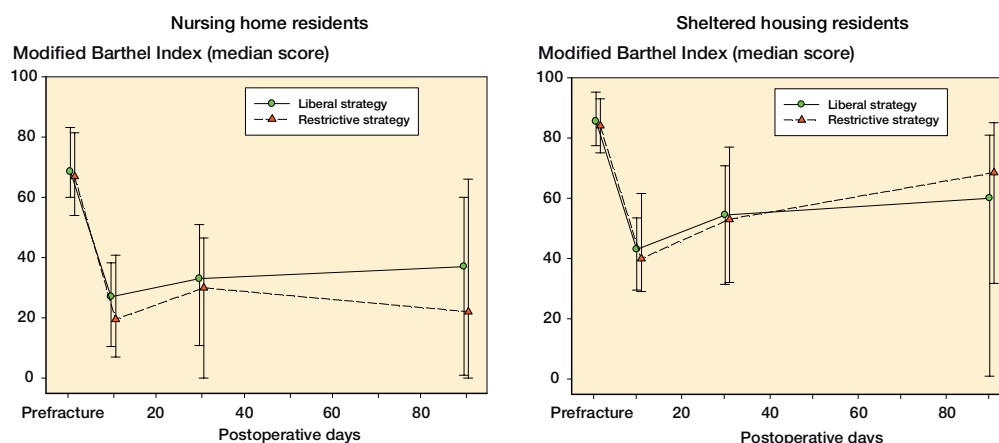 Nursing home residents
Modified Barthel Index (median score)
100
80
60
40
20
0
Liberal strategy
Restrictive strategy
Prefracture 20 40 60 80
Postoperative days
Sheltered housing residents
Modified Barthel Index (median score)
100
80
60
40
20
0
Liberal strategy
Restrictive strategy
Prefracture 20 40 60 80
Postoperative days